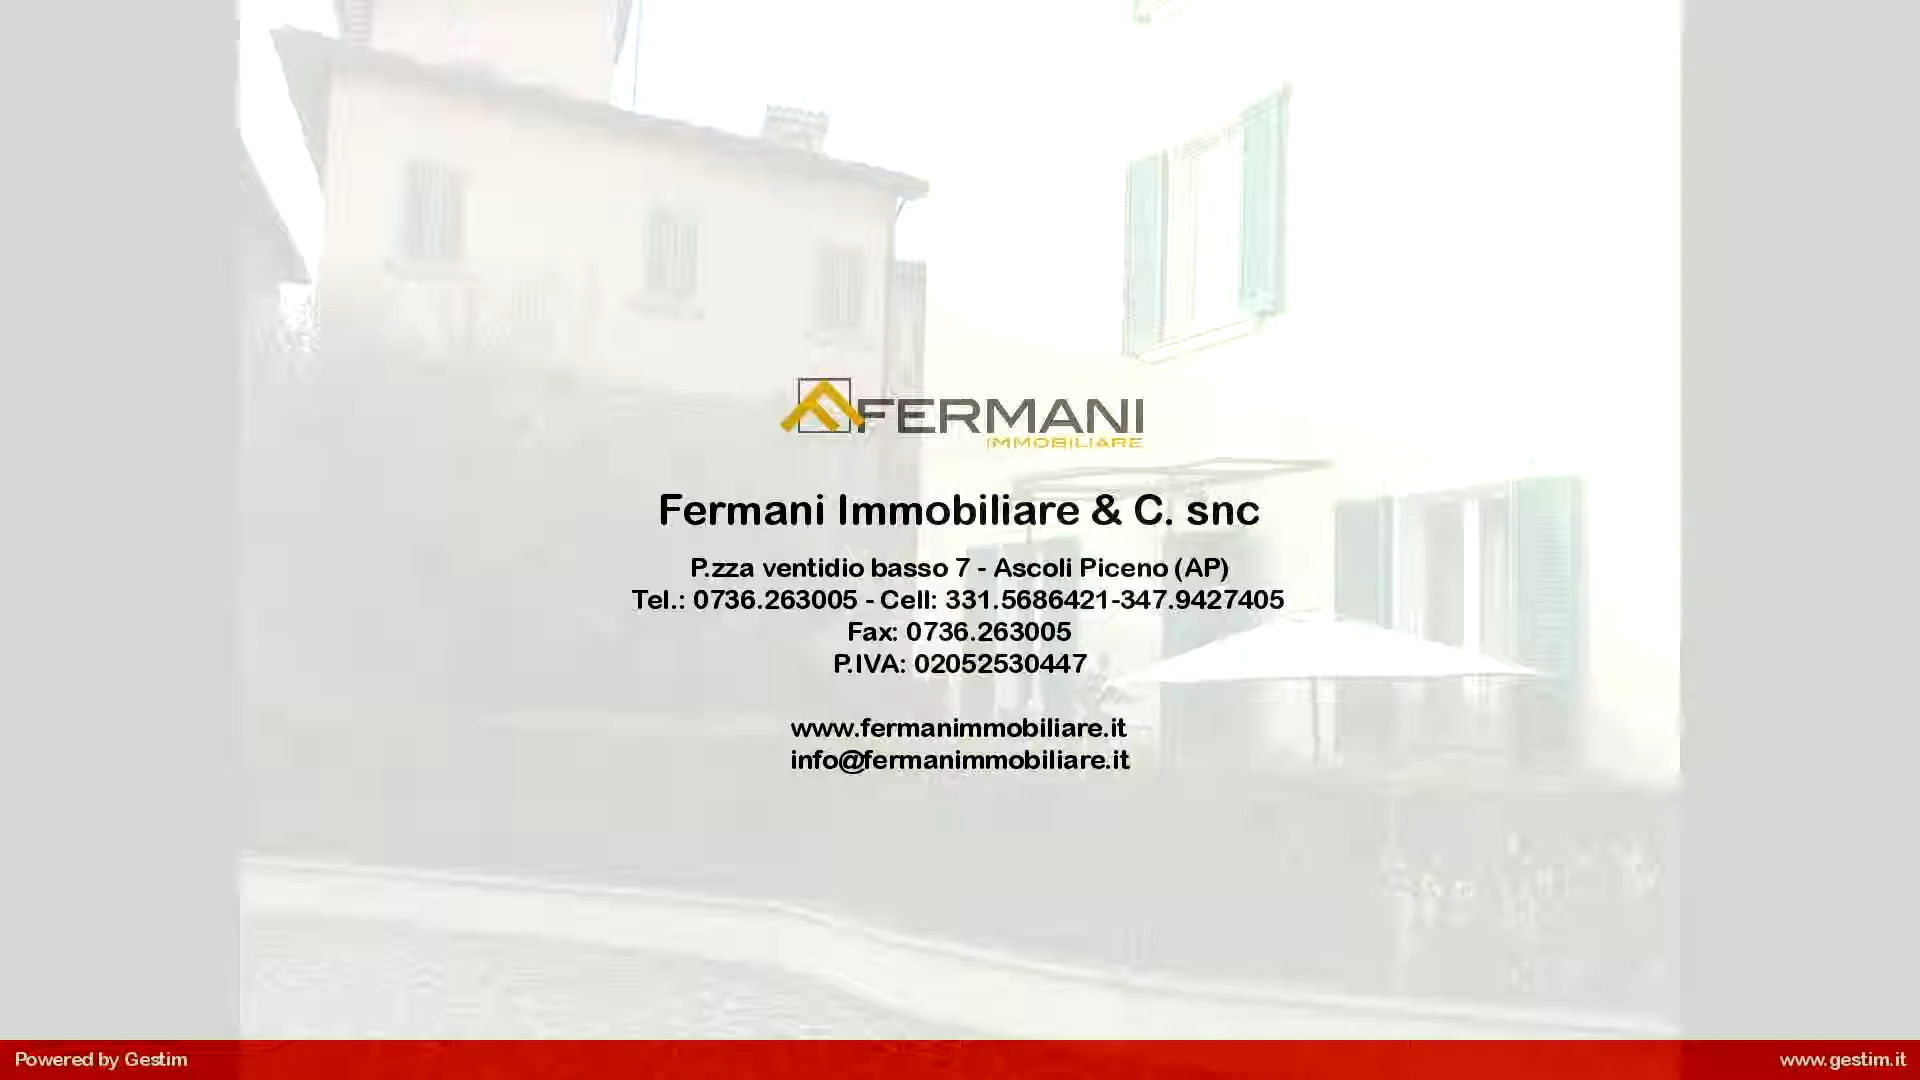 FERMANI
IMMOBILIARE
Fermani Immobiliare & C. snc
P.zza ventidio basso 7 - Ascoli Piceno (AP)
Tel.: 0736.263005 - Cell: 331.5686421-347.9427405
Fax: 0736.263005
P.IVA: 02052530447
www.fermanimmobiliare.it
info@fermanimmobiliare.it
Powered by Gestim
www.gestim.it